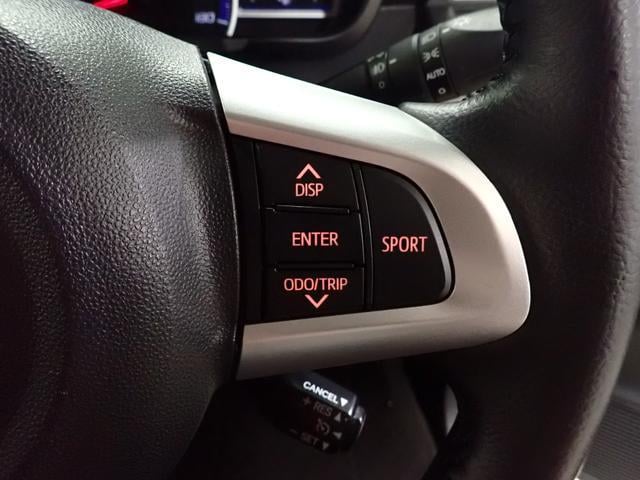 AUTO
DISP
ENTER
SPORT
ODO/TRIP
CANCEL▼
+ RES▲
− SET▼